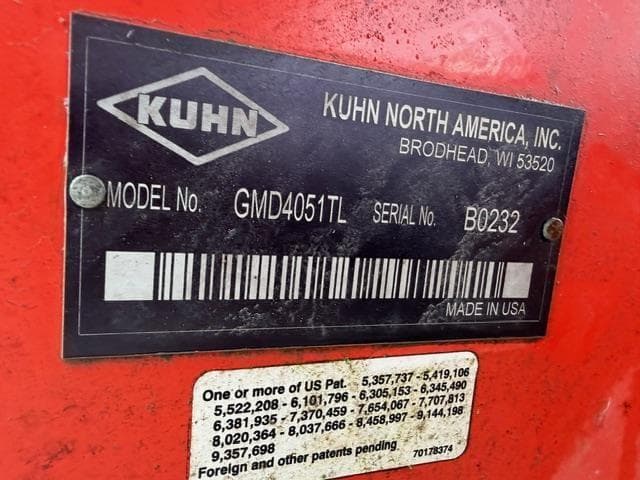 KUHN
KUHN NORTH AMERICA, INC.
BRODHEAD, WI 53520
MODEL No. GMD4051TL SERIAL No. B0232
MADE IN USA
One or more of US Pat. 5,357,737 - 5,419,106
5,522,208 - 6,101,796 - 6,305,153 - 6,345,490
6,381,935 - 7,370,459 - 7,654,067 - 7,707,813
8,020,364 - 8,037,666 - 8,458,997 - 9,144,198
9,357,698
Foreign and other patents pending 70178374